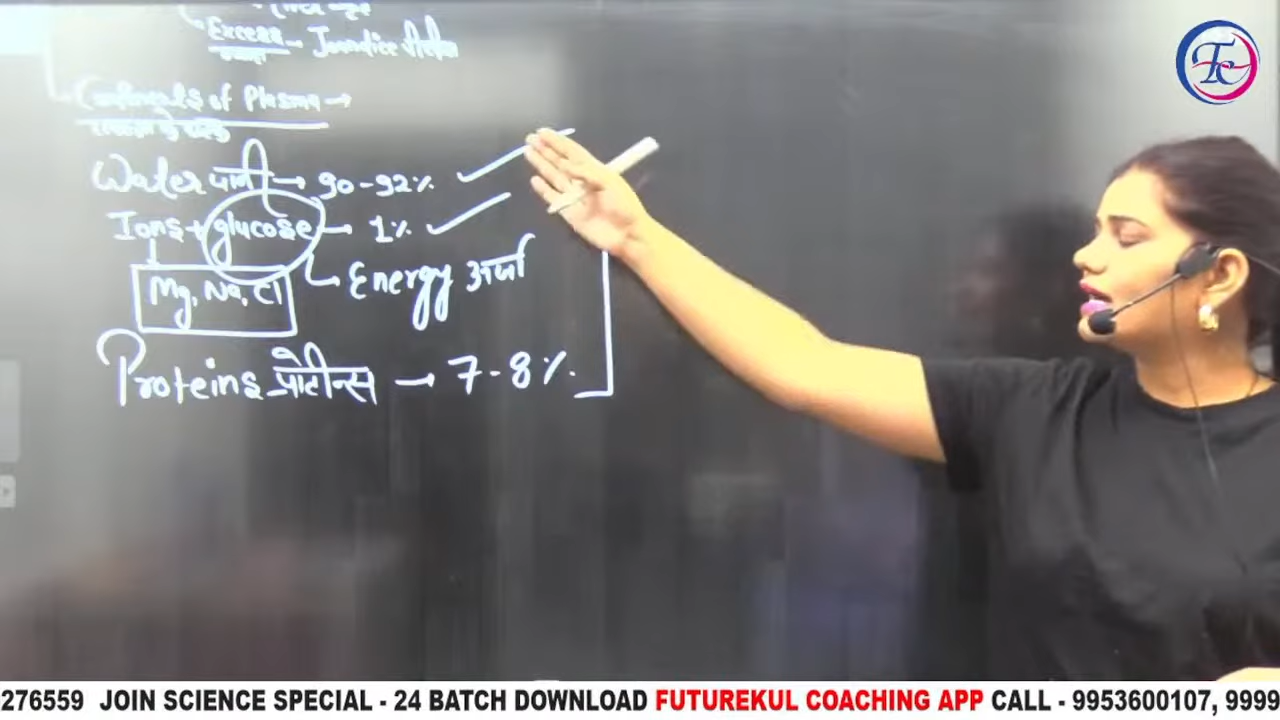 Excess - Jaundice पीलिया
of Plasma →
Water पानी → 90-92%
Ions + glucose → 1%
Energy ऊर्जा
Mg, Na, Cl
Proteins प्रोटीन्स → 7-8%
276559 JOIN SCIENCE SPECIAL - 24 BATCH DOWNLOAD FUTUREKUL COACHING APP CALL - 9953600107, 9999